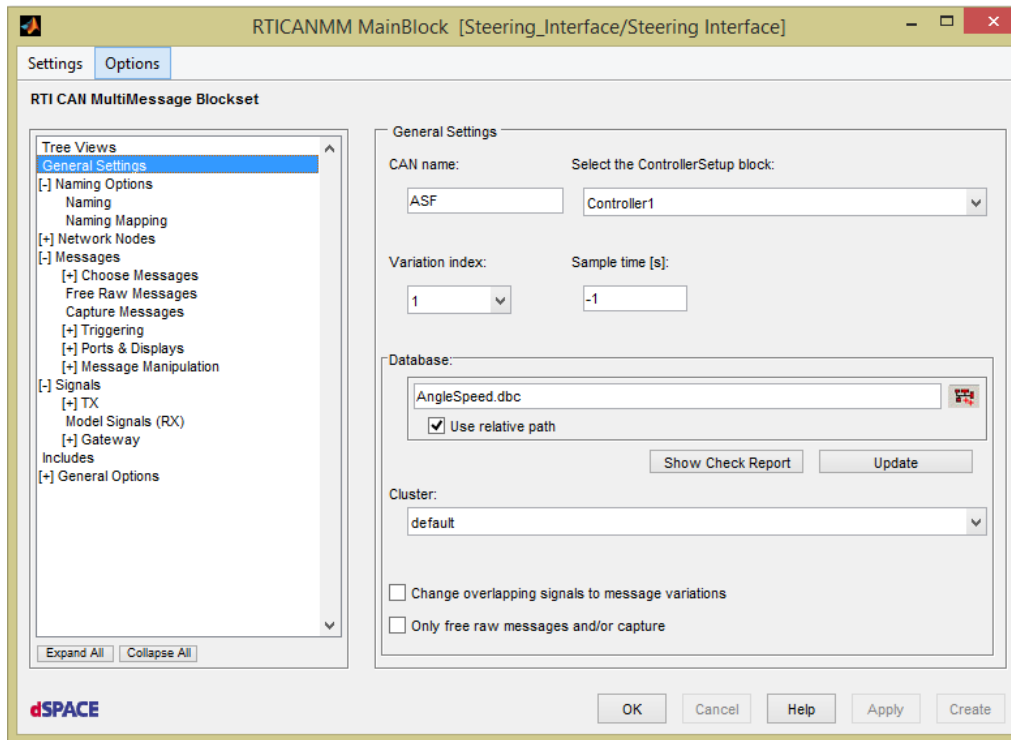 RTICANMM MainBlock [Steering_Interface/Steering Interface]
Settings Options
RTI CAN MultiMessage Blockset
Tree Views
General Settings
[-] Naming Options
Naming
Naming Mapping
[+] Network Nodes
[-] Messages
[+] Choose Messages
Free Raw Messages
Capture Messages
[+] Triggering
[+] Ports & Displays
[+] Message Manipulation
[-] Signals
[+] TX
Model Signals (RX)
[+] Gateway
Includes
[+] General Options
Expand All Collapse All
General Settings
CAN name: Select the ControllerSetup block:
ASF Controller1
Variation index: Sample time [s]:
1 -1
Database:
AngleSpeed.dbc
Use relative path
Show Check Report Update
Cluster:
default
Change overlapping signals to message variations
Only free raw messages and/or capture
dSPACE OK Cancel Help Apply Create